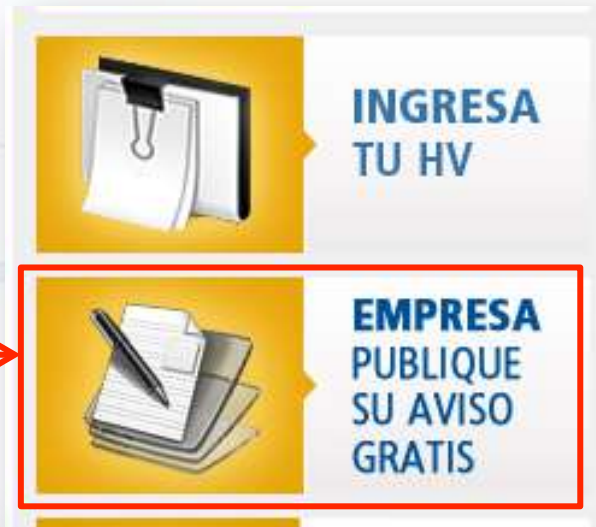 INGRESA
TU HV
EMPRESA
PUBLIQUE
SU AVISO
GRATIS